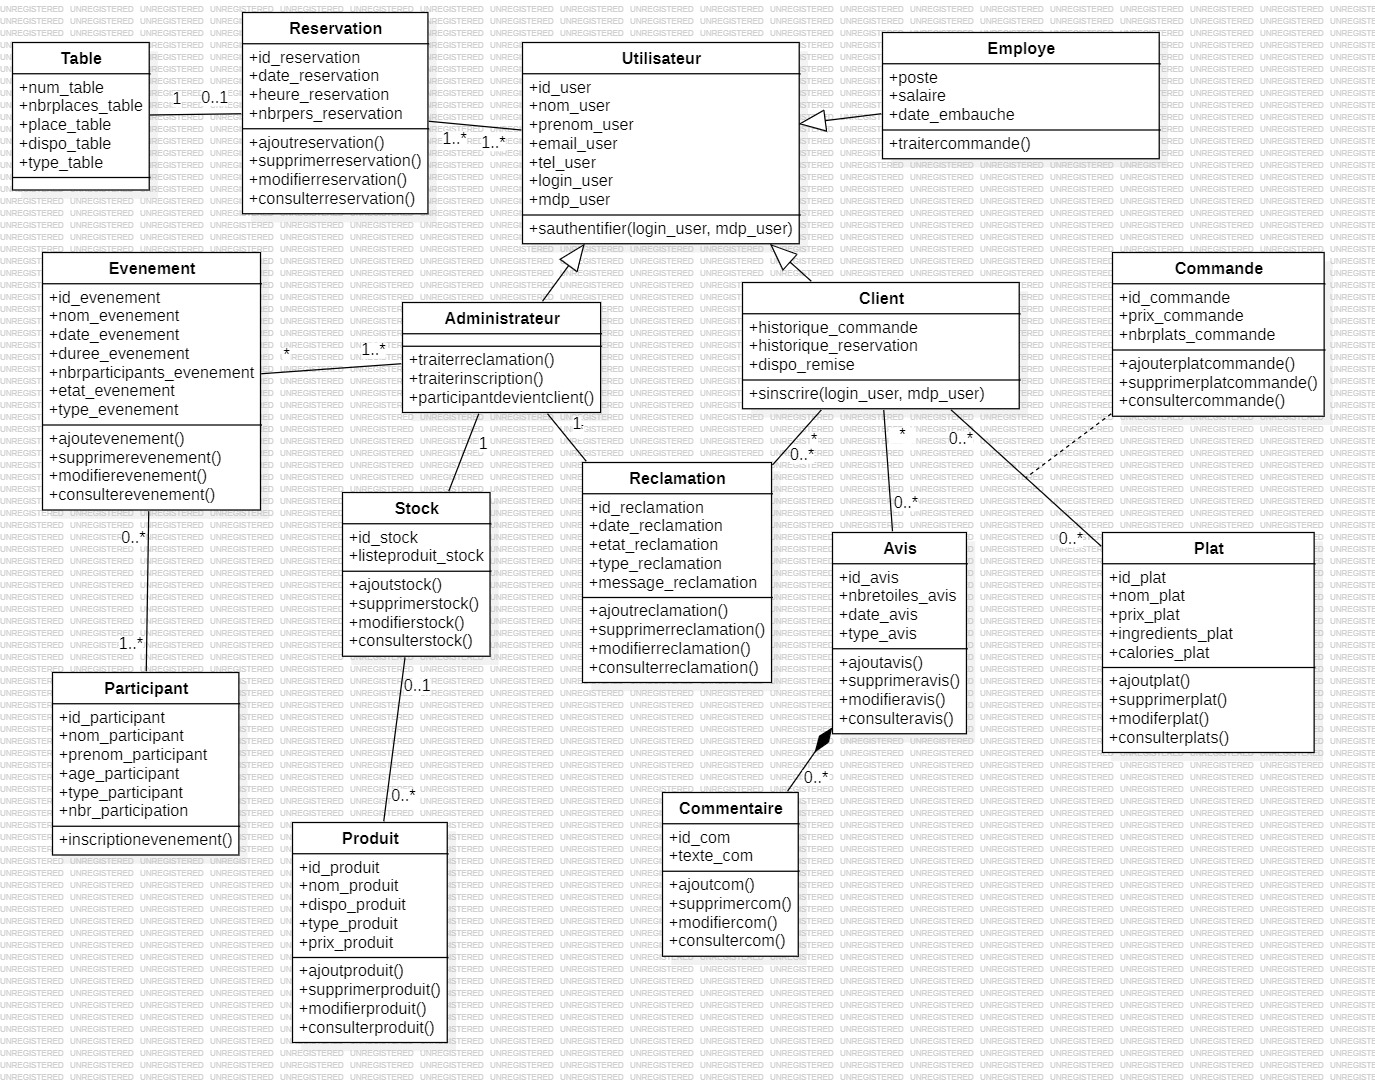 Table
+num_table
+nbrplaces_table
+place_table
+dispo_table
+type_table
1
0..1
Reservation
+id_reservation
+date_reservation
+heure_reservation
+nbrpers_reservation
+ajoutreservation()
+supprimerreservation()
+modifierreservation()
+consulterreservation()
1..*
1..*
Utilisateur
+id_user
+nom_user
+prenom_user
+email_user
+tel_user
+login_user
+mdp_user
+sauthentifier(login_user, mdp_user)
Employe
+poste
+salaire
+date_embauche
+traitercommande()
Evenement
+id_evenement
+nom_evenement
+date_evenement
+duree_evenement
+nbrparticipants_evenement
+etat_evenement
+type_evenement
+ajoutevenement()
+supprimerevenement()
+modifierevenement()
+consulterevenement()
*
1..*
Administrateur
+traiterreclamation()
+traiterinscription()
+participantdevientclient()
Client
+historique_commande
+historique_reservation
+dispo_remise
+sinscrire(login_user, mdp_user)
Commande
+id_commande
+prix_commande
+nbrplats_commande
+ajouterplatcommande()
+supprimerplatcommande()
+consultercommande()
1
1
*
0..*
*
0..*
0..*
0..*
Stock
+id_stock
+listeproduit_stock
+ajoutstock()
+supprimerstock()
+modifierstock()
+consulterstock()
Reclamation
+id_reclamation
+date_reclamation
+etat_reclamation
+type_reclamation
+message_reclamation
+ajoutreclamation()
+supprimerreclamation()
+modifierreclamation()
+consulterreclamation()
Avis
+id_avis
+nbretoiles_avis
+date_avis
+type_avis
+ajoutavis()
+supprimeravis()
+modifieravis()
+consulteravis()
Plat
+id_plat
+nom_plat
+prix_plat
+ingredients_plat
+calories_plat
+ajoutplat()
+supprimerplat()
+modiferplat()
+consulterplats()
0..*
1..*
Participant
+id_participant
+nom_participant
+prenom_participant
+age_participant
+type_participant
+nbr_participation
+inscriptionevenement()
0..1
0..*
Produit
+id_produit
+nom_produit
+dispo_produit
+type_produit
+prix_produit
+ajoutproduit()
+supprimerproduit()
+modifierproduit()
+consulterproduit()
0..*
Commentaire
+id_com
+texte_com
+ajoutcom()
+supprimercom()
+modifiercom()
+consultercom()
UNREGISTERED